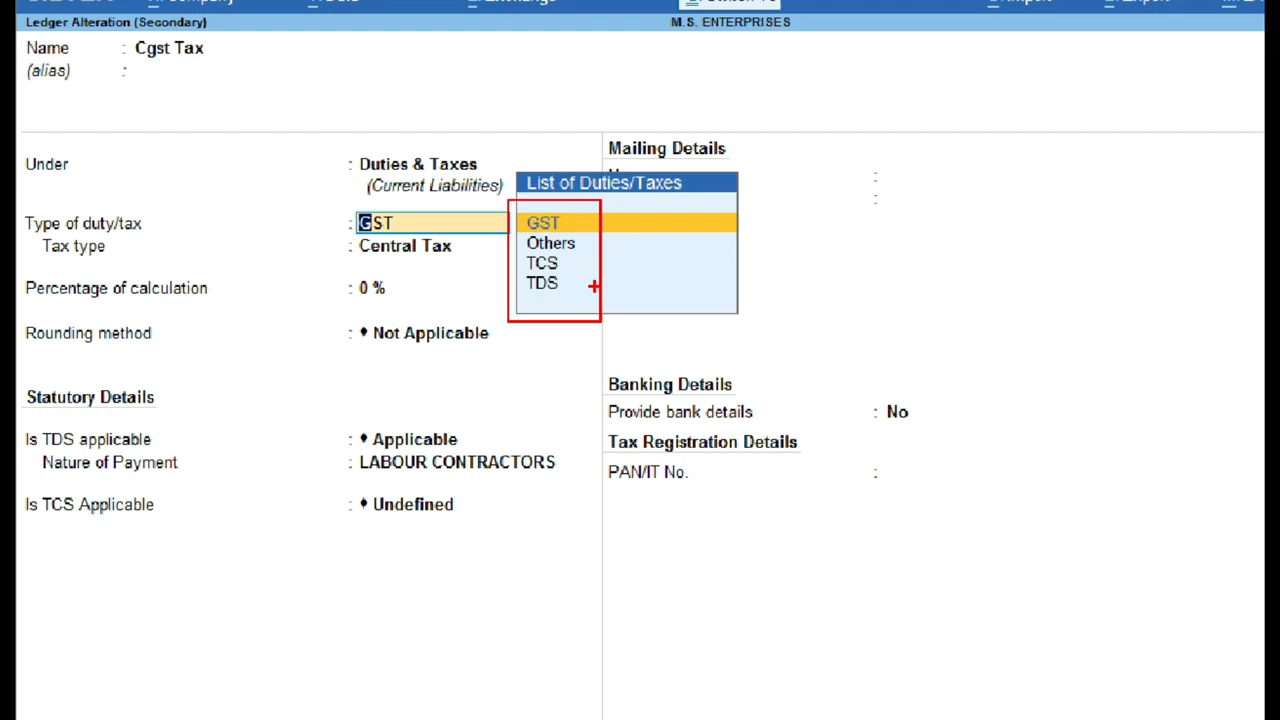 Ledger Alteration (Secondary) M.S. ENTERPRISES
Name : Cgst Tax
(alias) :
Under : Duties & Taxes
(Current Liabilities)
Type of duty/tax : GST
Tax type : Central Tax
Percentage of calculation : 0 %
Rounding method : ♦ Not Applicable
Statutory Details
Is TDS applicable : ♦ Applicable
Nature of Payment : LABOUR CONTRACTORS
Is TCS Applicable : ♦ Undefined
List of Duties/Taxes
GST
Others
TCS
TDS
Mailing Details
:
:
Banking Details
Provide bank details : No
Tax Registration Details
PAN/IT No. :